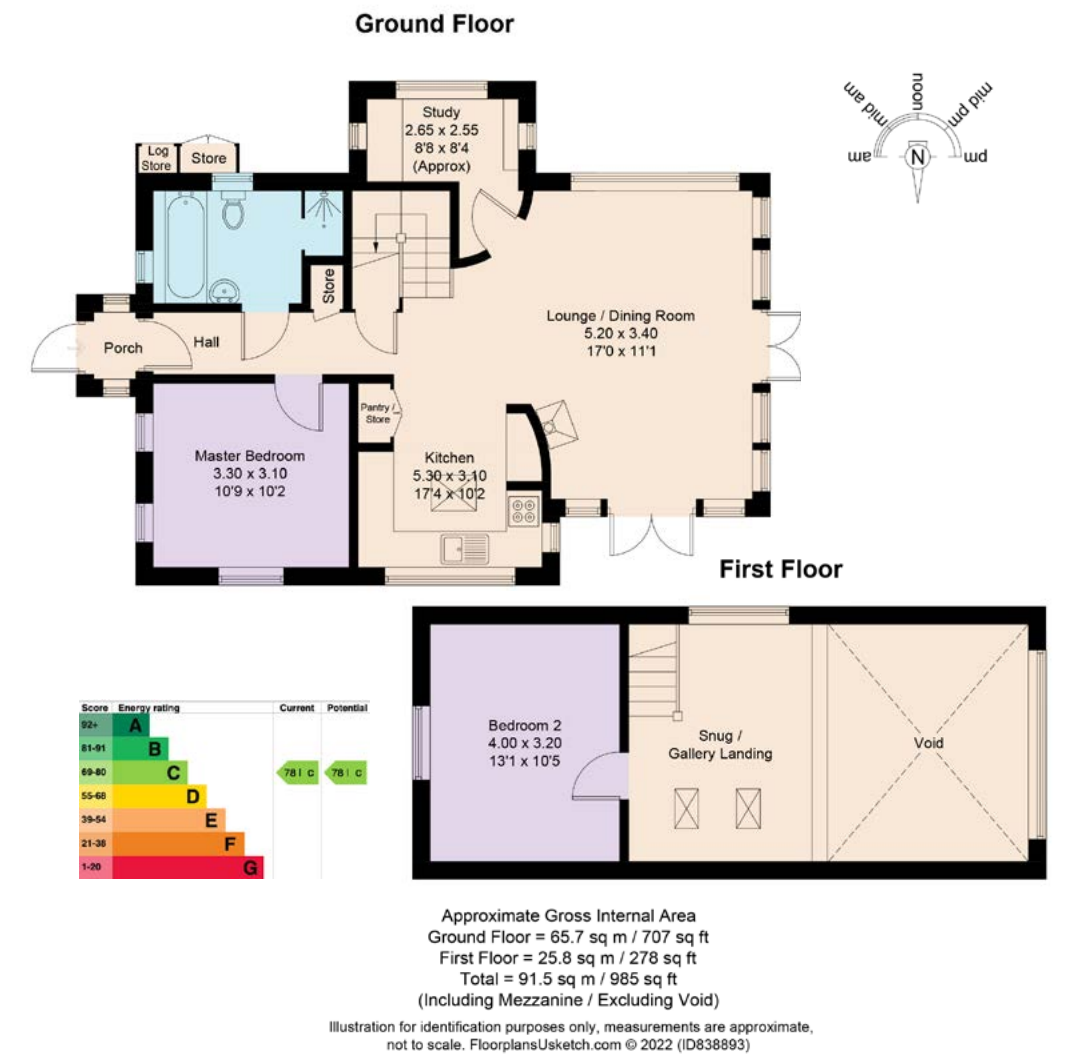 Ground Floor
Study
2.65 x 2.55
8'8 x 8'4
(Approx)
am
mid am
noon
mid pm
pm
N
Log
Store
Store
Store
Porch
Hall
Lounge / Dining Room
5.20 x 3.40
17'0 x 11'1
Pantry /
Store
Master Bedroom
3.30 x 3.10
10'9 x 10'2
Kitchen
5.30 x 3.10
17'4 x 10'2
First Floor
Bedroom 2
4.00 x 3.20
13'1 x 10'5
Snug /
Gallery Landing
Void
Score Energy rating Current Potential
92+ A
81-91 B
69-80 C 78 | C 78 | C
55-68 D
39-54 E
21-38 F
1-20 G
Approximate Gross Internal Area
Ground Floor = 65.7 sq m / 707 sq ft
First Floor = 25.8 sq m / 278 sq ft
Total = 91.5 sq m / 985 sq ft
(Including Mezzanine / Excluding Void)
Illustration for identification purposes only, measurements are approximate,
not to scale. FloorplansUsketch.com © 2022 (ID838893)